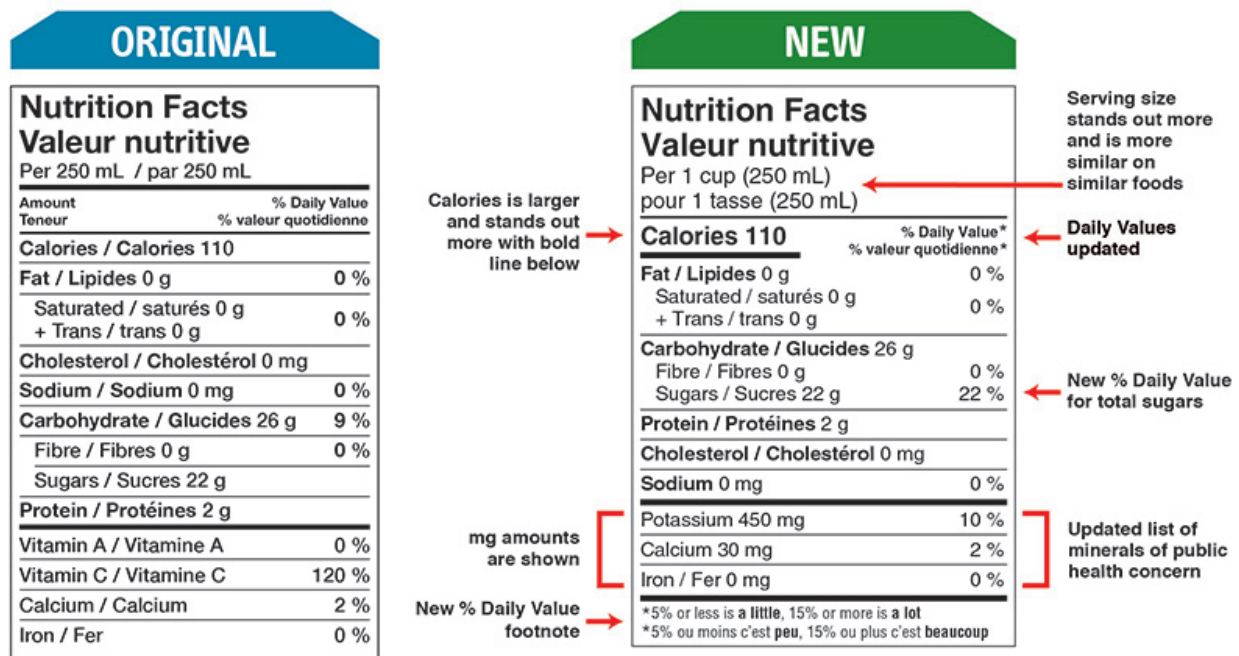 ORIGINAL
Nutrition Facts
Valeur nutritive
Per 250 mL / par 250 mL
Amount % Daily Value
Teneur % valeur quotidienne
Calories / Calories 110
Fat / Lipides 0 g 0 %
Saturated / saturés 0 g
+ Trans / trans 0 g 0 %
Cholesterol / Cholestérol 0 mg
Sodium / Sodium 0 mg 0 %
Carbohydrate / Glucides 26 g 9 %
Fibre / Fibres 0 g 0 %
Sugars / Sucres 22 g
Protein / Protéines 2 g
Vitamin A / Vitamine A 0 %
Vitamin C / Vitamine C 120 %
Calcium / Calcium 2 %
Iron / Fer 0 %
Calories is larger
and stands out
more with bold
line below
mg amounts
are shown
New % Daily Value
footnote
NEW
Nutrition Facts
Valeur nutritive
Per 1 cup (250 mL)
pour 1 tasse (250 mL)
Calories 110 % Daily Value*
% valeur quotidienne*
Fat / Lipides 0 g 0 %
Saturated / saturés 0 g
+ Trans / trans 0 g 0 %
Carbohydrate / Glucides 26 g
Fibre / Fibres 0 g 0 %
Sugars / Sucres 22 g 22 %
Protein / Protéines 2 g
Cholesterol / Cholestérol 0 mg
Sodium 0 mg 0 %
Potassium 450 mg 10 %
Calcium 30 mg 2 %
Iron / Fer 0 mg 0 %
*5% or less is a little, 15% or more is a lot
*5% ou moins c'est peu, 15% ou plus c'est beaucoup
Serving size
stands out more
and is more
similar on
similar foods
Daily Values
updated
New % Daily Value
for total sugars
Updated list of
minerals of public
health concern